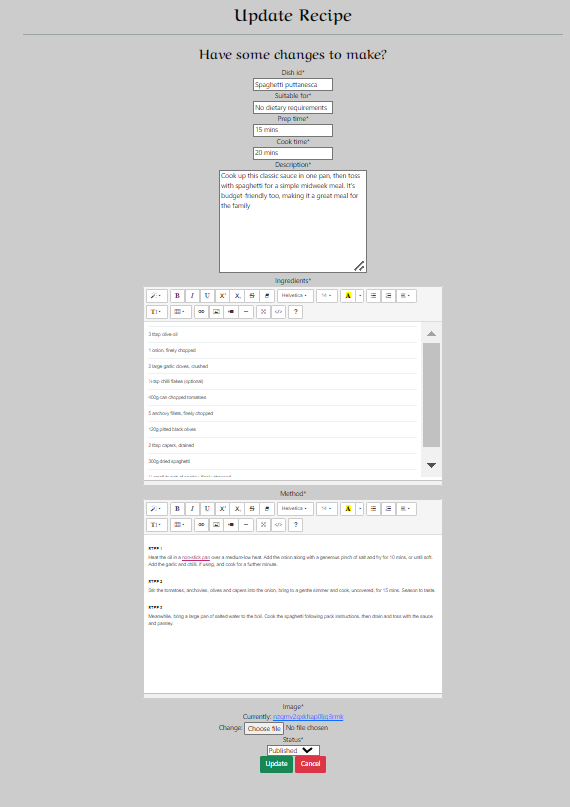 Update Recipe
Have some changes to make?
Dish id*
Spaghetti puttanesca
Suitable for*
No dietary requirements
Prep time*
15 mins
Cook time*
20 mins
Description*
Cook up this classic sauce in one pan, then toss
with spaghetti for a simple midweek meal. It's
budget-friendly too, making it a great meal for
the family
Ingredients*
B I U X² X₂ S
Helvetica
14
A
T
?
3 tbsp olive oil
1 onion, finely chopped
2 large garlic cloves, crushed
½ tsp chilli flakes (optional)
400g can chopped tomatoes
5 anchovy fillets, finely chopped
120g pitted black olives
2 tbsp capers, drained
300g dried spaghetti
Method*
B I U X² X₂ S
Helvetica
14
A
T
?
STEP 1
Heat the oil in a non-stick pan over a medium-low heat. Add the onion along with a generous pinch of salt and fry for 10 mins, or until soft.
Add the garlic and chilli, if using, and cook for a further minute.
STEP 2
Stir the tomatoes, anchovies, olives and capers into the onion, bring to a gentle simmer and cook, uncovered, for 15 mins. Season to taste.
STEP 3
Meanwhile, bring a large pan of salted water to the boil. Cook the spaghetti following pack instructions, then drain and toss with the sauce
and parsley.
Image*
Currently:
Change: Choose file No file chosen
Status*
Published
Update Cancel